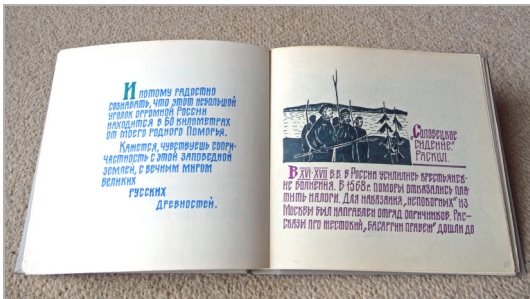 И потому радостно
сознавать, что этот небольшой
уголок огромной России
находится в 60 километрах
от моего родного Поморья.
Кажется, чувствуешь сопри-
частность с этой заповедной
землей, с вечным миром
великих
русских
древностей.
„Соловецкое
сидение."
Раскол.
В XVI-XVII в.в. в России усилились крестьянск-
ие волнения. В 1568г. поморы отказались пла-
тить налоги. Для наказания „непокорных" из
Москвы был направлен отряд опричников. Рас-
сказы про жестокий „басаргин правеж" дошли до